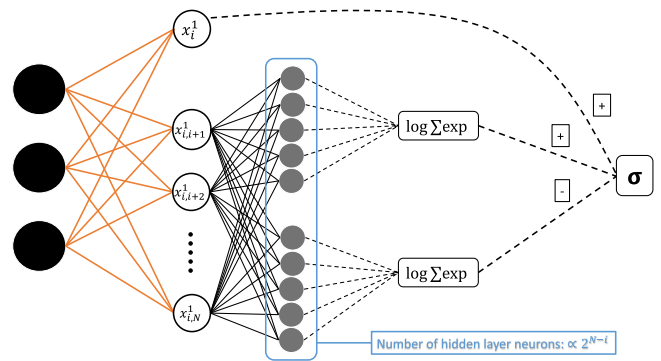 x_i^1
+
x_{i,i+1}^1
log ∑exp
+
x_{i,i+2}^1
-
σ
x_{i,N}^1
log ∑exp
Number of hidden layer neurons: ∝ 2^{N−i}